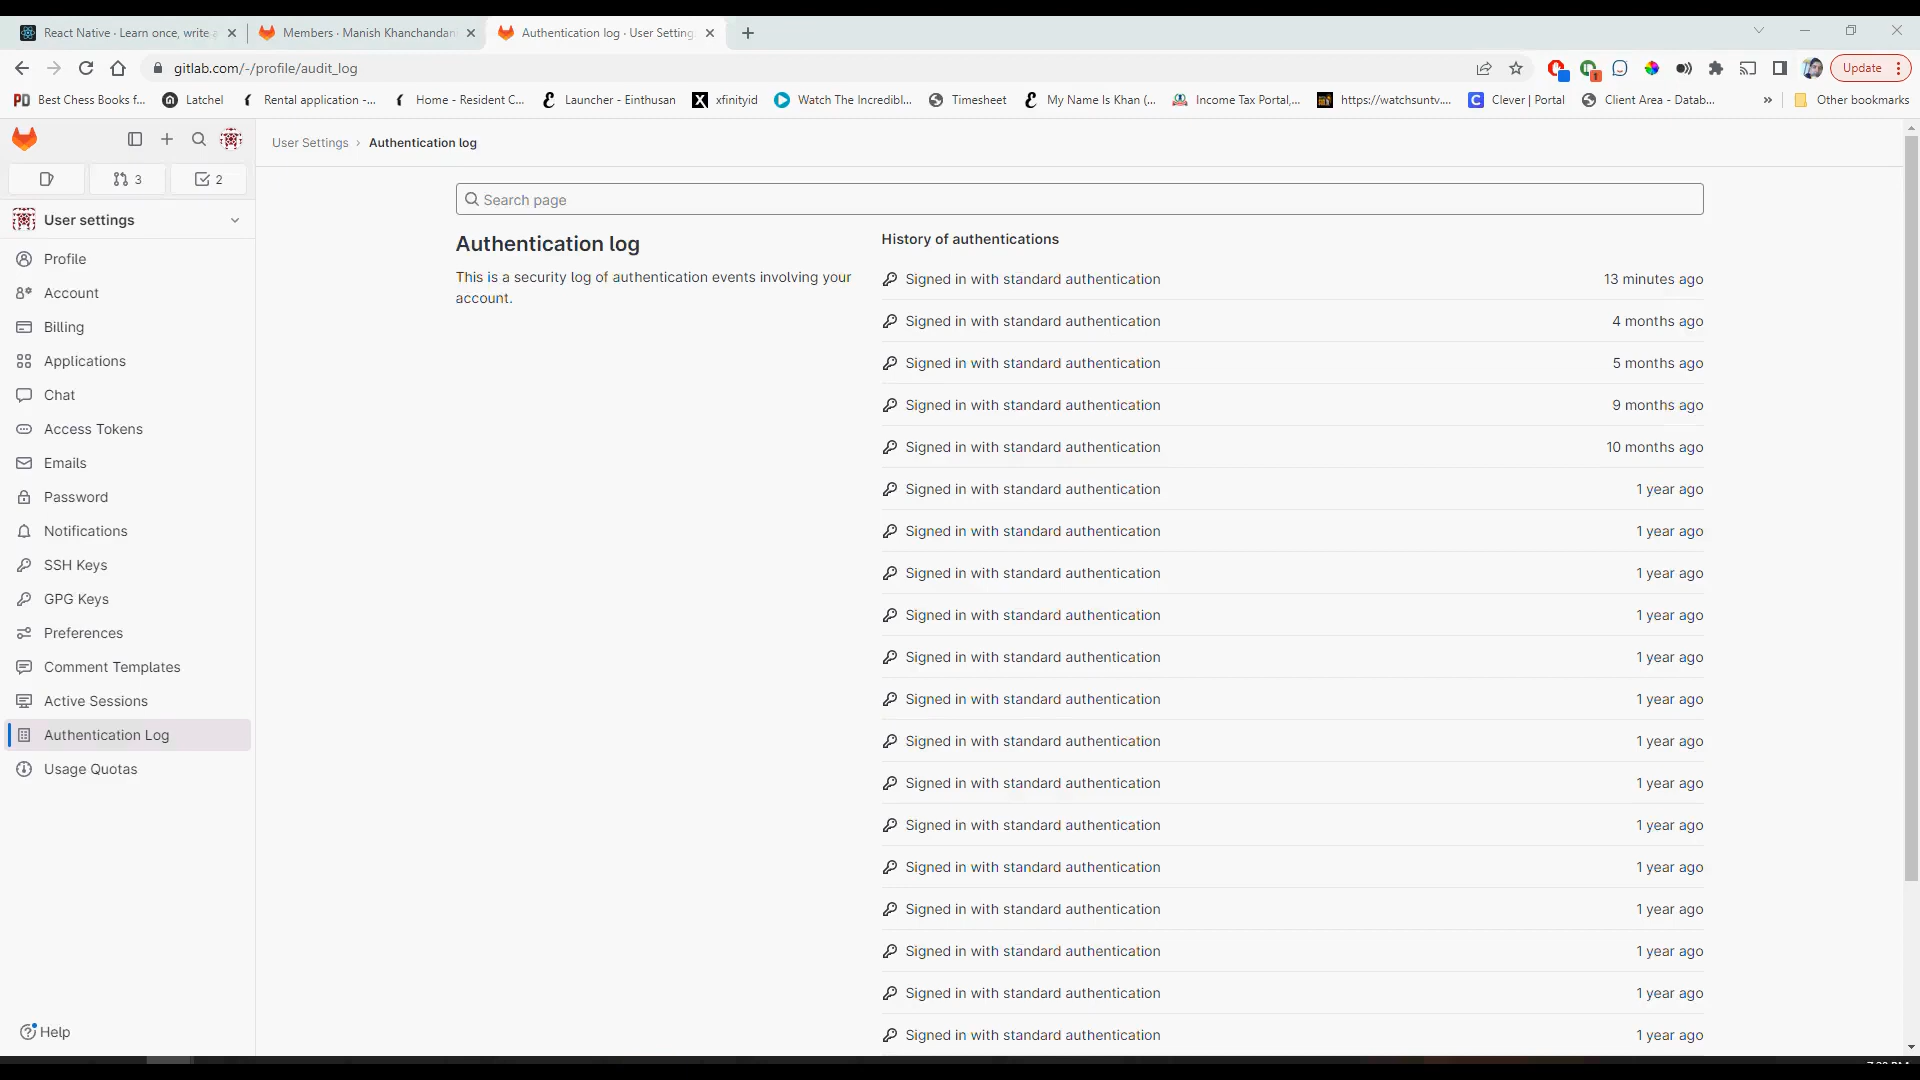 React Native · Learn once, write a
Members · Manish Khanchandan
Authentication log · User Setting
gitlab.com/-/profile/audit_log
Update
Best Chess Books f...
Latchel
Rental application -...
Home - Resident C...
Launcher - Einthusan
xfinityid
Watch The Incredibl...
Timesheet
My Name Is Khan (...
Income Tax Portal,...
https://watchsuntv....
Clever | Portal
Client Area - Datab...
»
Other bookmarks
3
2
User settings
Profile
Account
Billing
Applications
Chat
Access Tokens
Emails
Password
Notifications
SSH Keys
GPG Keys
Preferences
Comment Templates
Active Sessions
Authentication Log
Usage Quotas
Help
User Settings › Authentication log
Search page
Authentication log
This is a security log of authentication events involving your
account.
History of authentications
Signed in with standard authentication 13 minutes ago
Signed in with standard authentication 4 months ago
Signed in with standard authentication 5 months ago
Signed in with standard authentication 9 months ago
Signed in with standard authentication 10 months ago
Signed in with standard authentication 1 year ago
Signed in with standard authentication 1 year ago
Signed in with standard authentication 1 year ago
Signed in with standard authentication 1 year ago
Signed in with standard authentication 1 year ago
Signed in with standard authentication 1 year ago
Signed in with standard authentication 1 year ago
Signed in with standard authentication 1 year ago
Signed in with standard authentication 1 year ago
Signed in with standard authentication 1 year ago
Signed in with standard authentication 1 year ago
Signed in with standard authentication 1 year ago
Signed in with standard authentication 1 year ago
Signed in with standard authentication 1 year ago